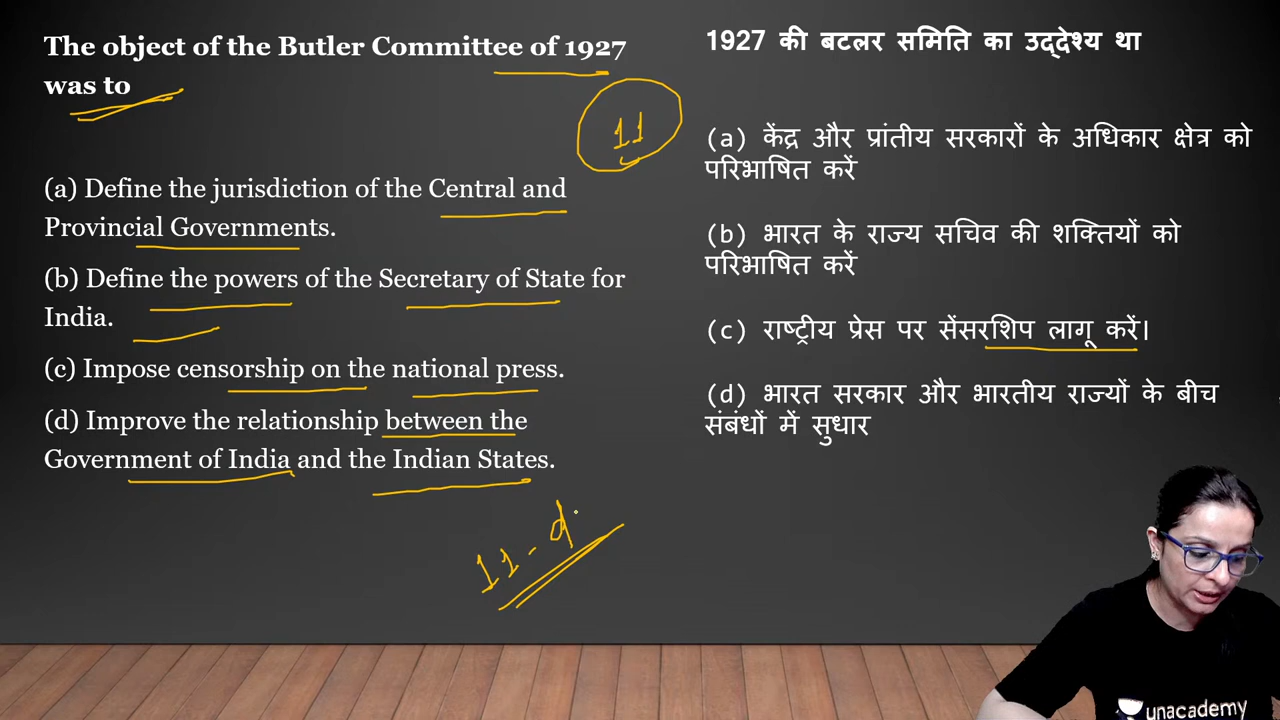 The object of the Butler Committee of 1927
was to
11
(a) Define the jurisdiction of the Central and
Provincial Governments.
(b) Define the powers of the Secretary of State for
India.
(c) Impose censorship on the national press.
(d) Improve the relationship between the
Government of India and the Indian States.
11 - d
1927 की बटलर समिति का उद्देश्य था
(a) केंद्र और प्रांतीय सरकारों के अधिकार क्षेत्र को
परिभाषित करें
(b) भारत के राज्य सचिव की शक्तियों को
परिभाषित करें
(c) राष्ट्रीय प्रेस पर सेंसरशिप लागू करें।
(d) भारत सरकार और भारतीय राज्यों के बीच
संबंधों में सुधार
unacademy